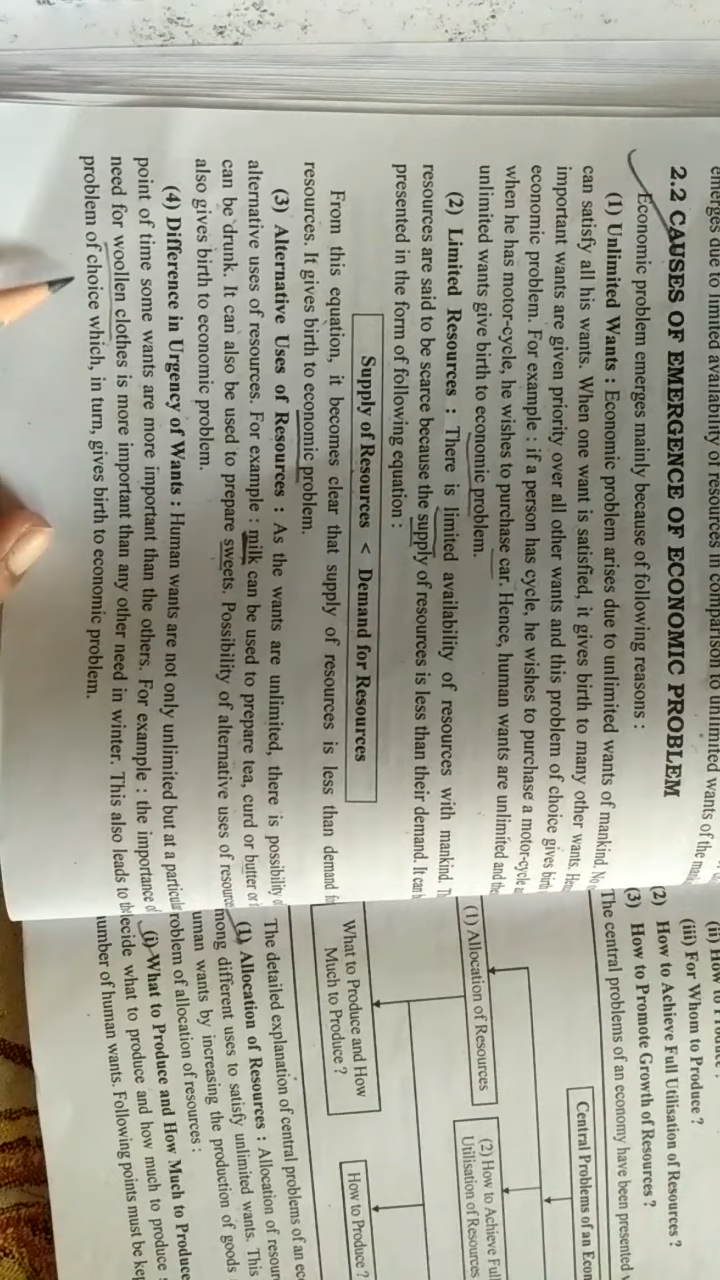 emerges due to limited availability of resources in comparison to unlimited wants of the
2.2 CAUSES OF EMERGENCE OF ECONOMIC PROBLEM
Economic problem emerges mainly because of following reasons :
(1) Unlimited Wants : Economic problem arises due to unlimited wants of mankind. No
can satisfy all his wants. When one want is satisfied, it gives birth to many other wants.
important wants are given priority over all other wants and this problem of choice gives
economic problem. For example : if a person has cycle, he wishes to purchase a motor-cycle
when he has motor-cycle, he wishes to purchase car. Hence, human wants are unlimited and
unlimited wants give birth to economic problem.
(2) Limited Resources : There is limited availability of resources with mankind.
resources are said to be scarce because the supply of resources is less than their demand. It can
presented in the form of following equation :
Supply of Resources < Demand for Resources
From this equation, it becomes clear that supply of resources is less than demand
resources. It gives birth to economic problem.
(3) Alternative Uses of Resources : As the wants are unlimited, there is possibility
alternative uses of resources. For example : milk can be used to prepare tea, curd or butter or
can be drunk. It can also be used to prepare sweets. Possibility of alternative uses of
also gives birth to economic problem.
(4) Difference in Urgency of Wants : Human wants are not only unlimited but at a
point of time some wants are more important than the others. For example : the importance
need for woollen clothes is more important than any other need in winter. This also leads to
problem of choice which, in turn, gives birth to economic problem.
(iii) For Whom to Produce ?
(2) How to Achieve Full Utilisation of Resources ?
(3) How to Promote Growth of Resources ?
The central problems of an economy have been presented
Central Problems of an
(1) Allocation of Resources
(2) How to Achieve
Utilisation of Resources
What to Produce and How
Much to Produce ?
How to Produce ?
The detailed explanation of central problems of an
(1) Allocation of Resources : Allocation of
different uses to satisfy unlimited wants. This
wants by increasing the production of goods
of allocation of resources :
(i) What to Produce and How Much to Produce
what to produce and how much to produce
of human wants. Following points must be